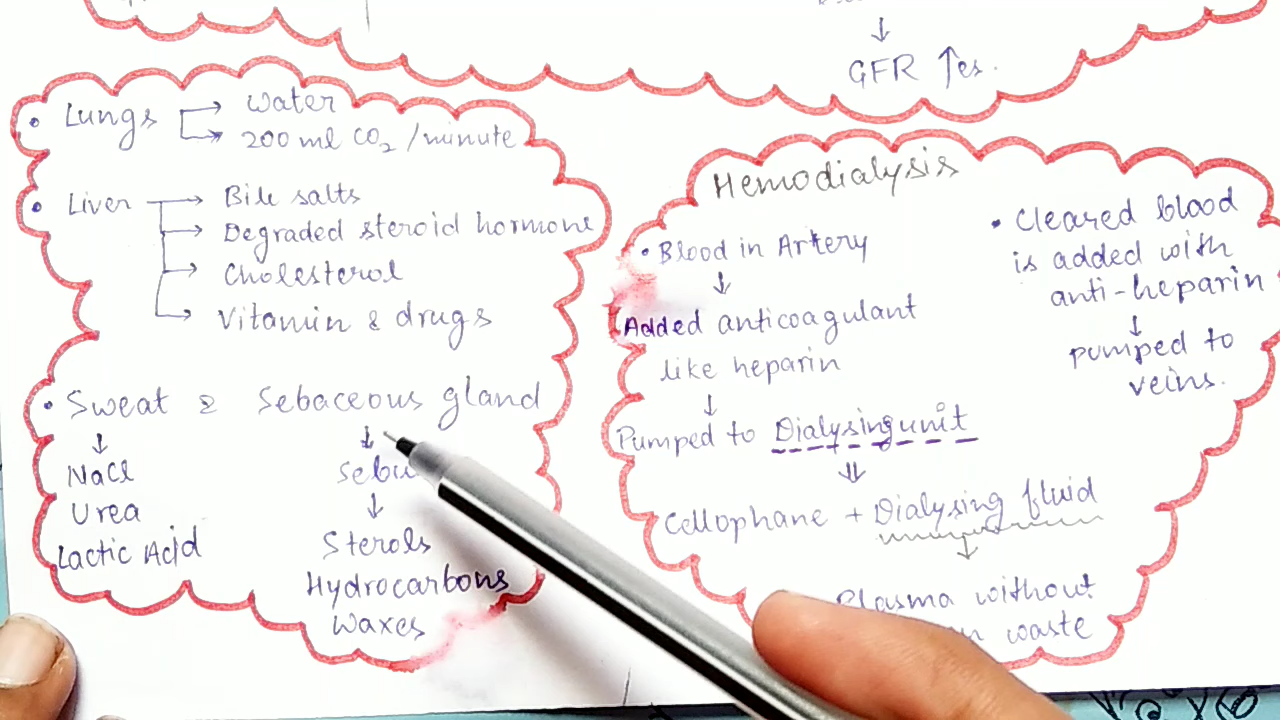 ↓
GFR ↑es.
• Lungs → Water
→ 200 ml CO₂ /minute
• Liver → Bile salts
→ Degraded steroid hormone
→ Cholesterol
→ Vitamin & drugs
• Sweat & Sebaceous gland
↓ ↓
NaCl
Urea
Lactic Acid
↓
Sterols
Hydrocarbons
Waxes
Hemodialysis
• Blood in Artery
↓
Added anticoagulant
like heparin
↓
Pumped to Dialysing unit
⇓
Cellophane + Dialysing fluid
↓
Plasma without
waste
• Cleared blood
is added with
anti-heparin
↓
pumped to
veins.